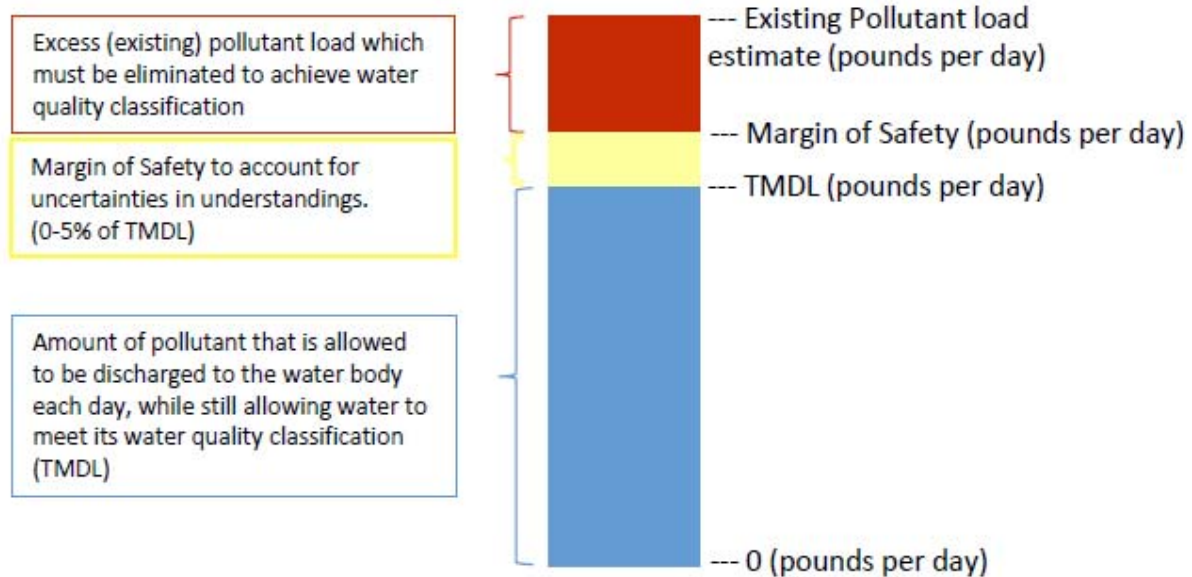 Excess (existing) pollutant load which
must be eliminated to achieve water
quality classification
Margin of Safety to account for
uncertainties in understandings.
(0-5% of TMDL)
Amount of pollutant that is allowed
to be discharged to the water body
each day, while still allowing water to
meet its water quality classification
(TMDL)
--- Existing Pollutant load
estimate (pounds per day)
--- Margin of Safety (pounds per day)
--- TMDL (pounds per day)
--- 0 (pounds per day)